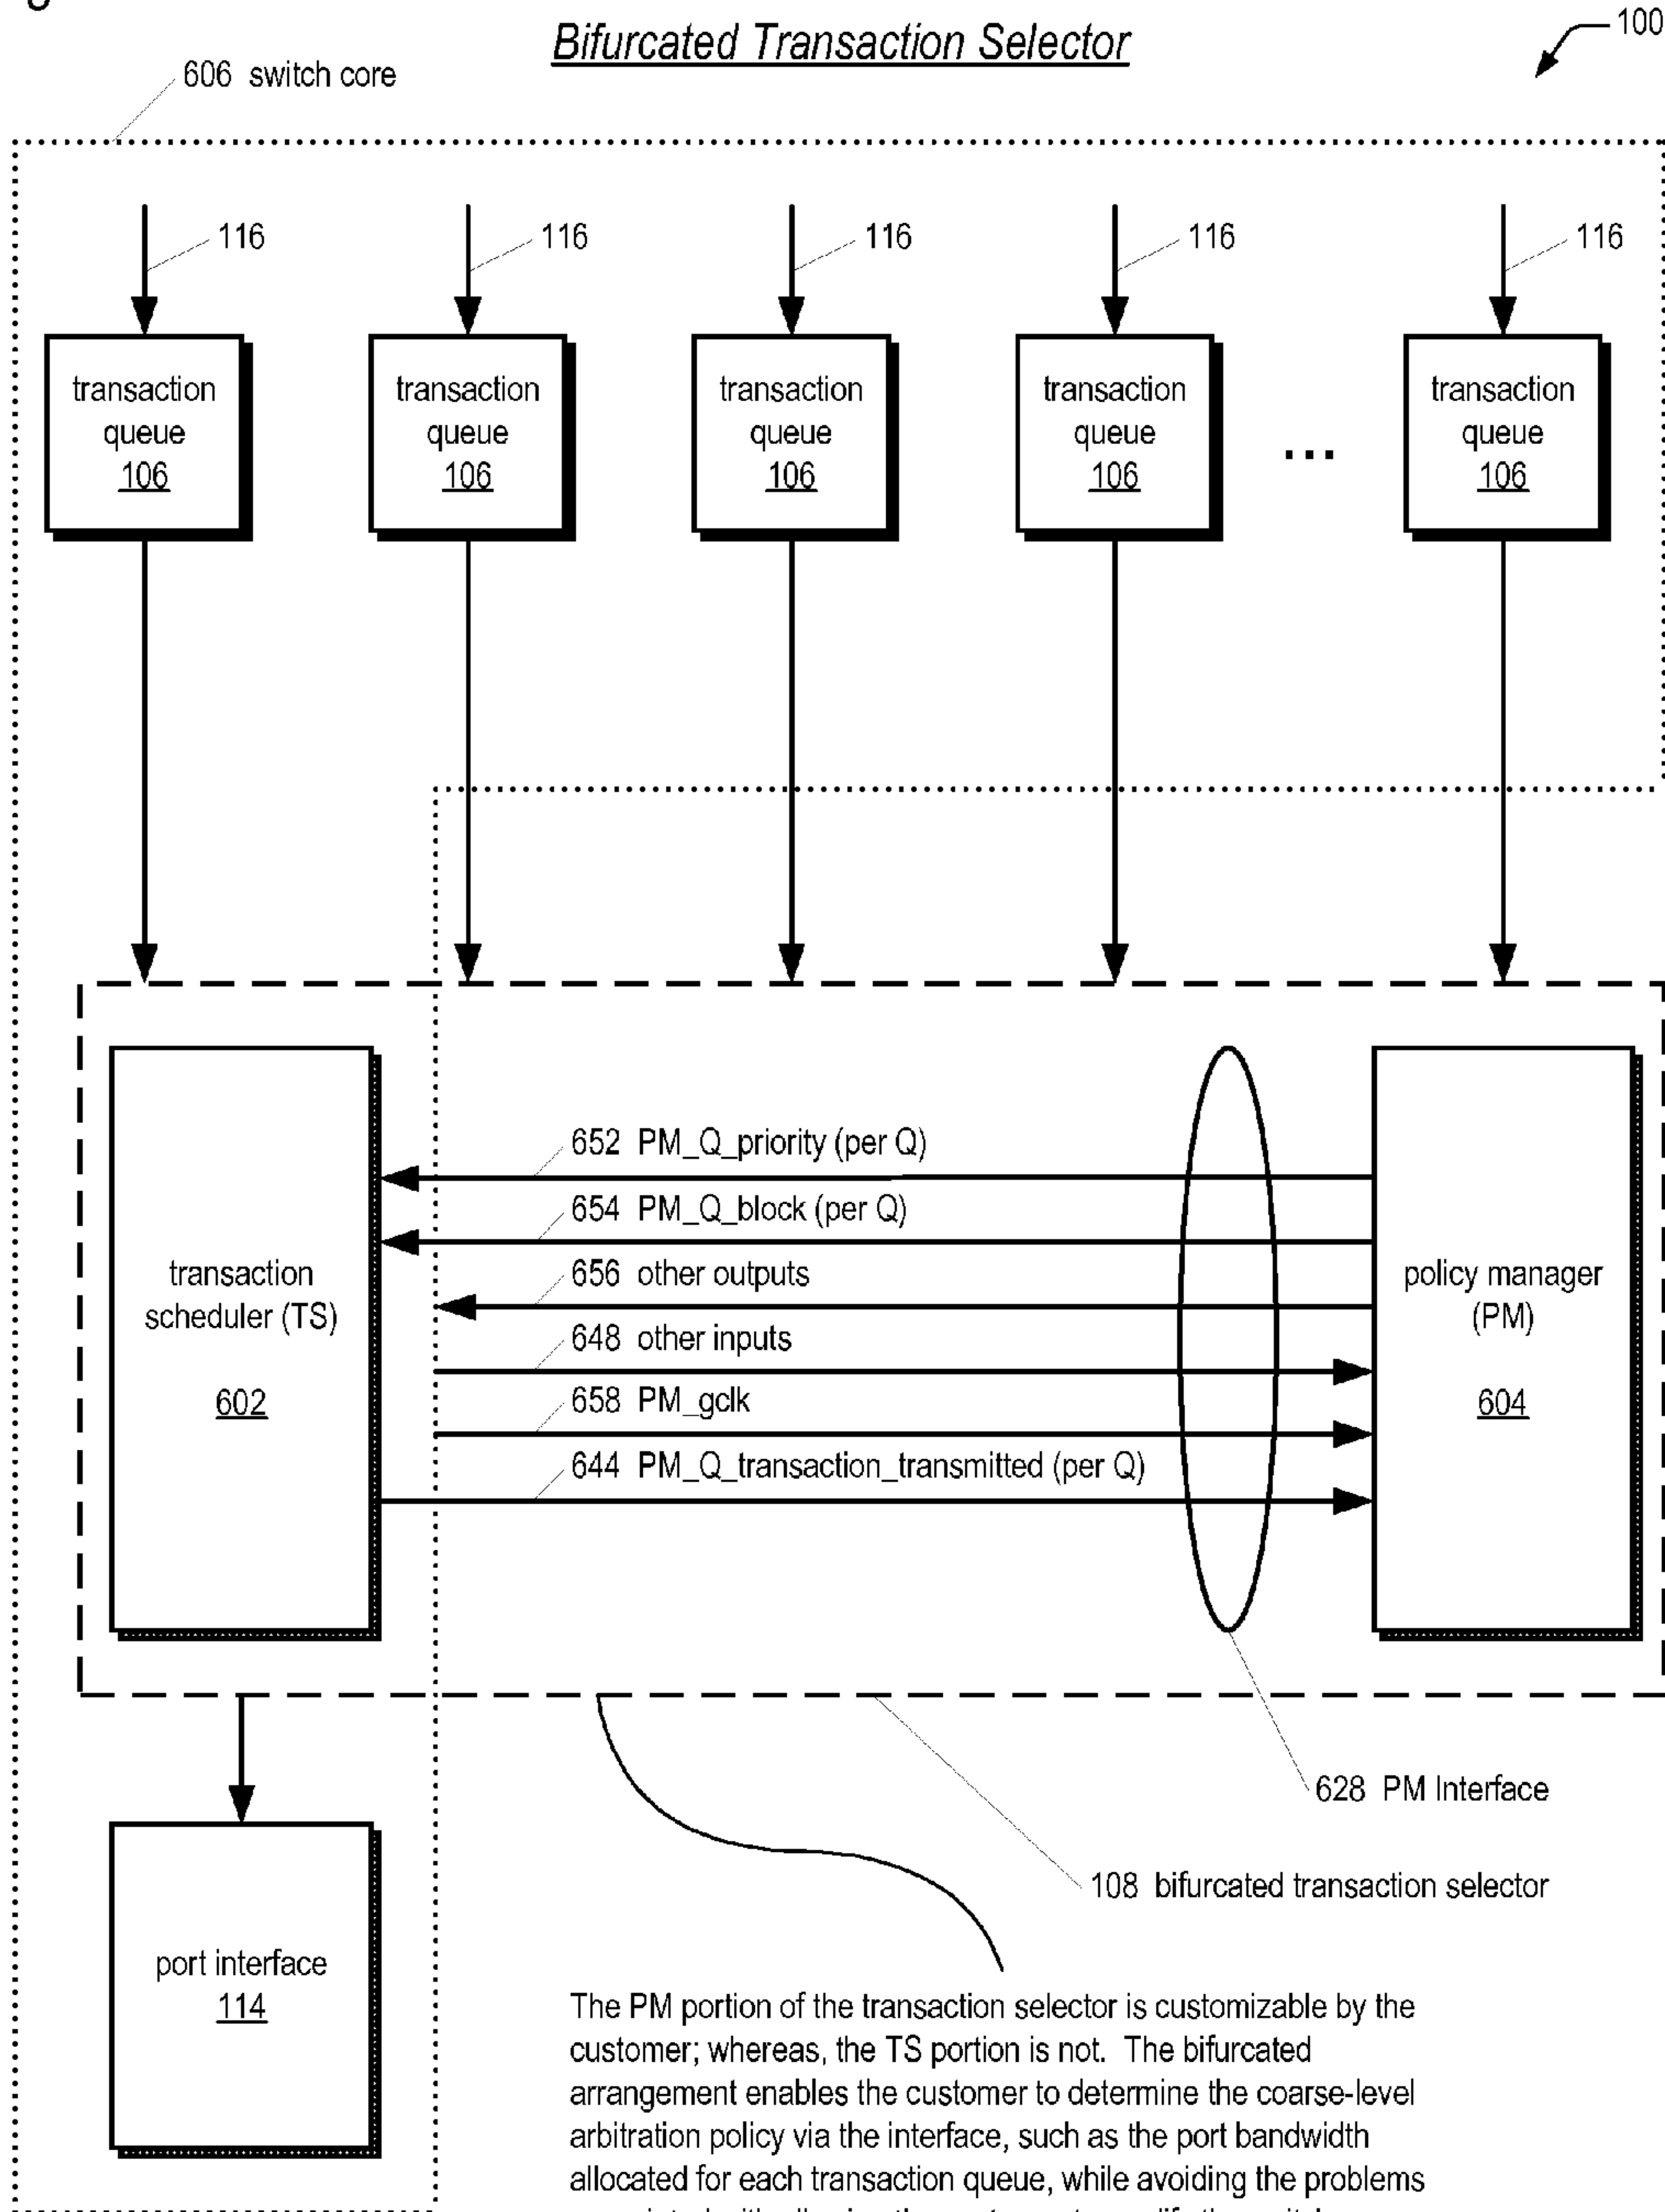 Bifurcated Transaction Selector
100
606 switch core
116
116
116
116
116
transaction
queue
106
transaction
queue
106
transaction
queue
106
transaction
queue
106
...
transaction
queue
106
652 PM_Q_priority (per Q)
654 PM_Q_block (per Q)
656 other outputs
648 other inputs
658 PM_gclk
644 PM_Q_transaction_transmitted (per Q)
transaction
scheduler (TS)
602
policy manager
(PM)
604
628 PM Interface
108 bifurcated transaction selector
port interface
114
The PM portion of the transaction selector is customizable by the
customer; whereas, the TS portion is not. The bifurcated
arrangement enables the customer to determine the coarse-level
arbitration policy via the interface, such as the port bandwidth
allocated for each transaction queue, while avoiding the problems